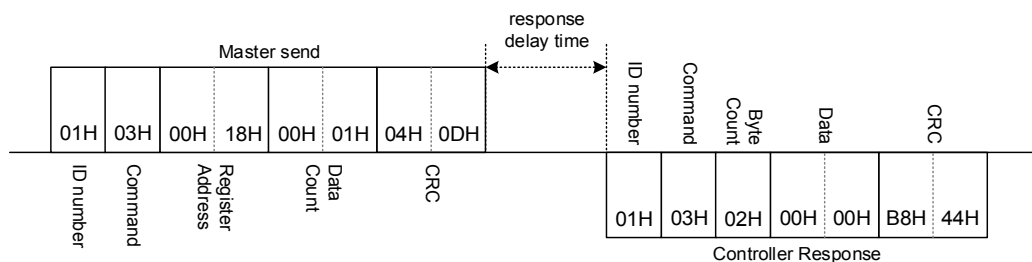 response
delay time
Master send
01H 03H 00H 18H 00H 01H 04H 0DH
ID number
Command
Register
Address
Data
Count
CRC
ID number
Command
Byte
Count
Data
CRC
01H 03H 02H 00H 00H B8H 44H
Controller Response